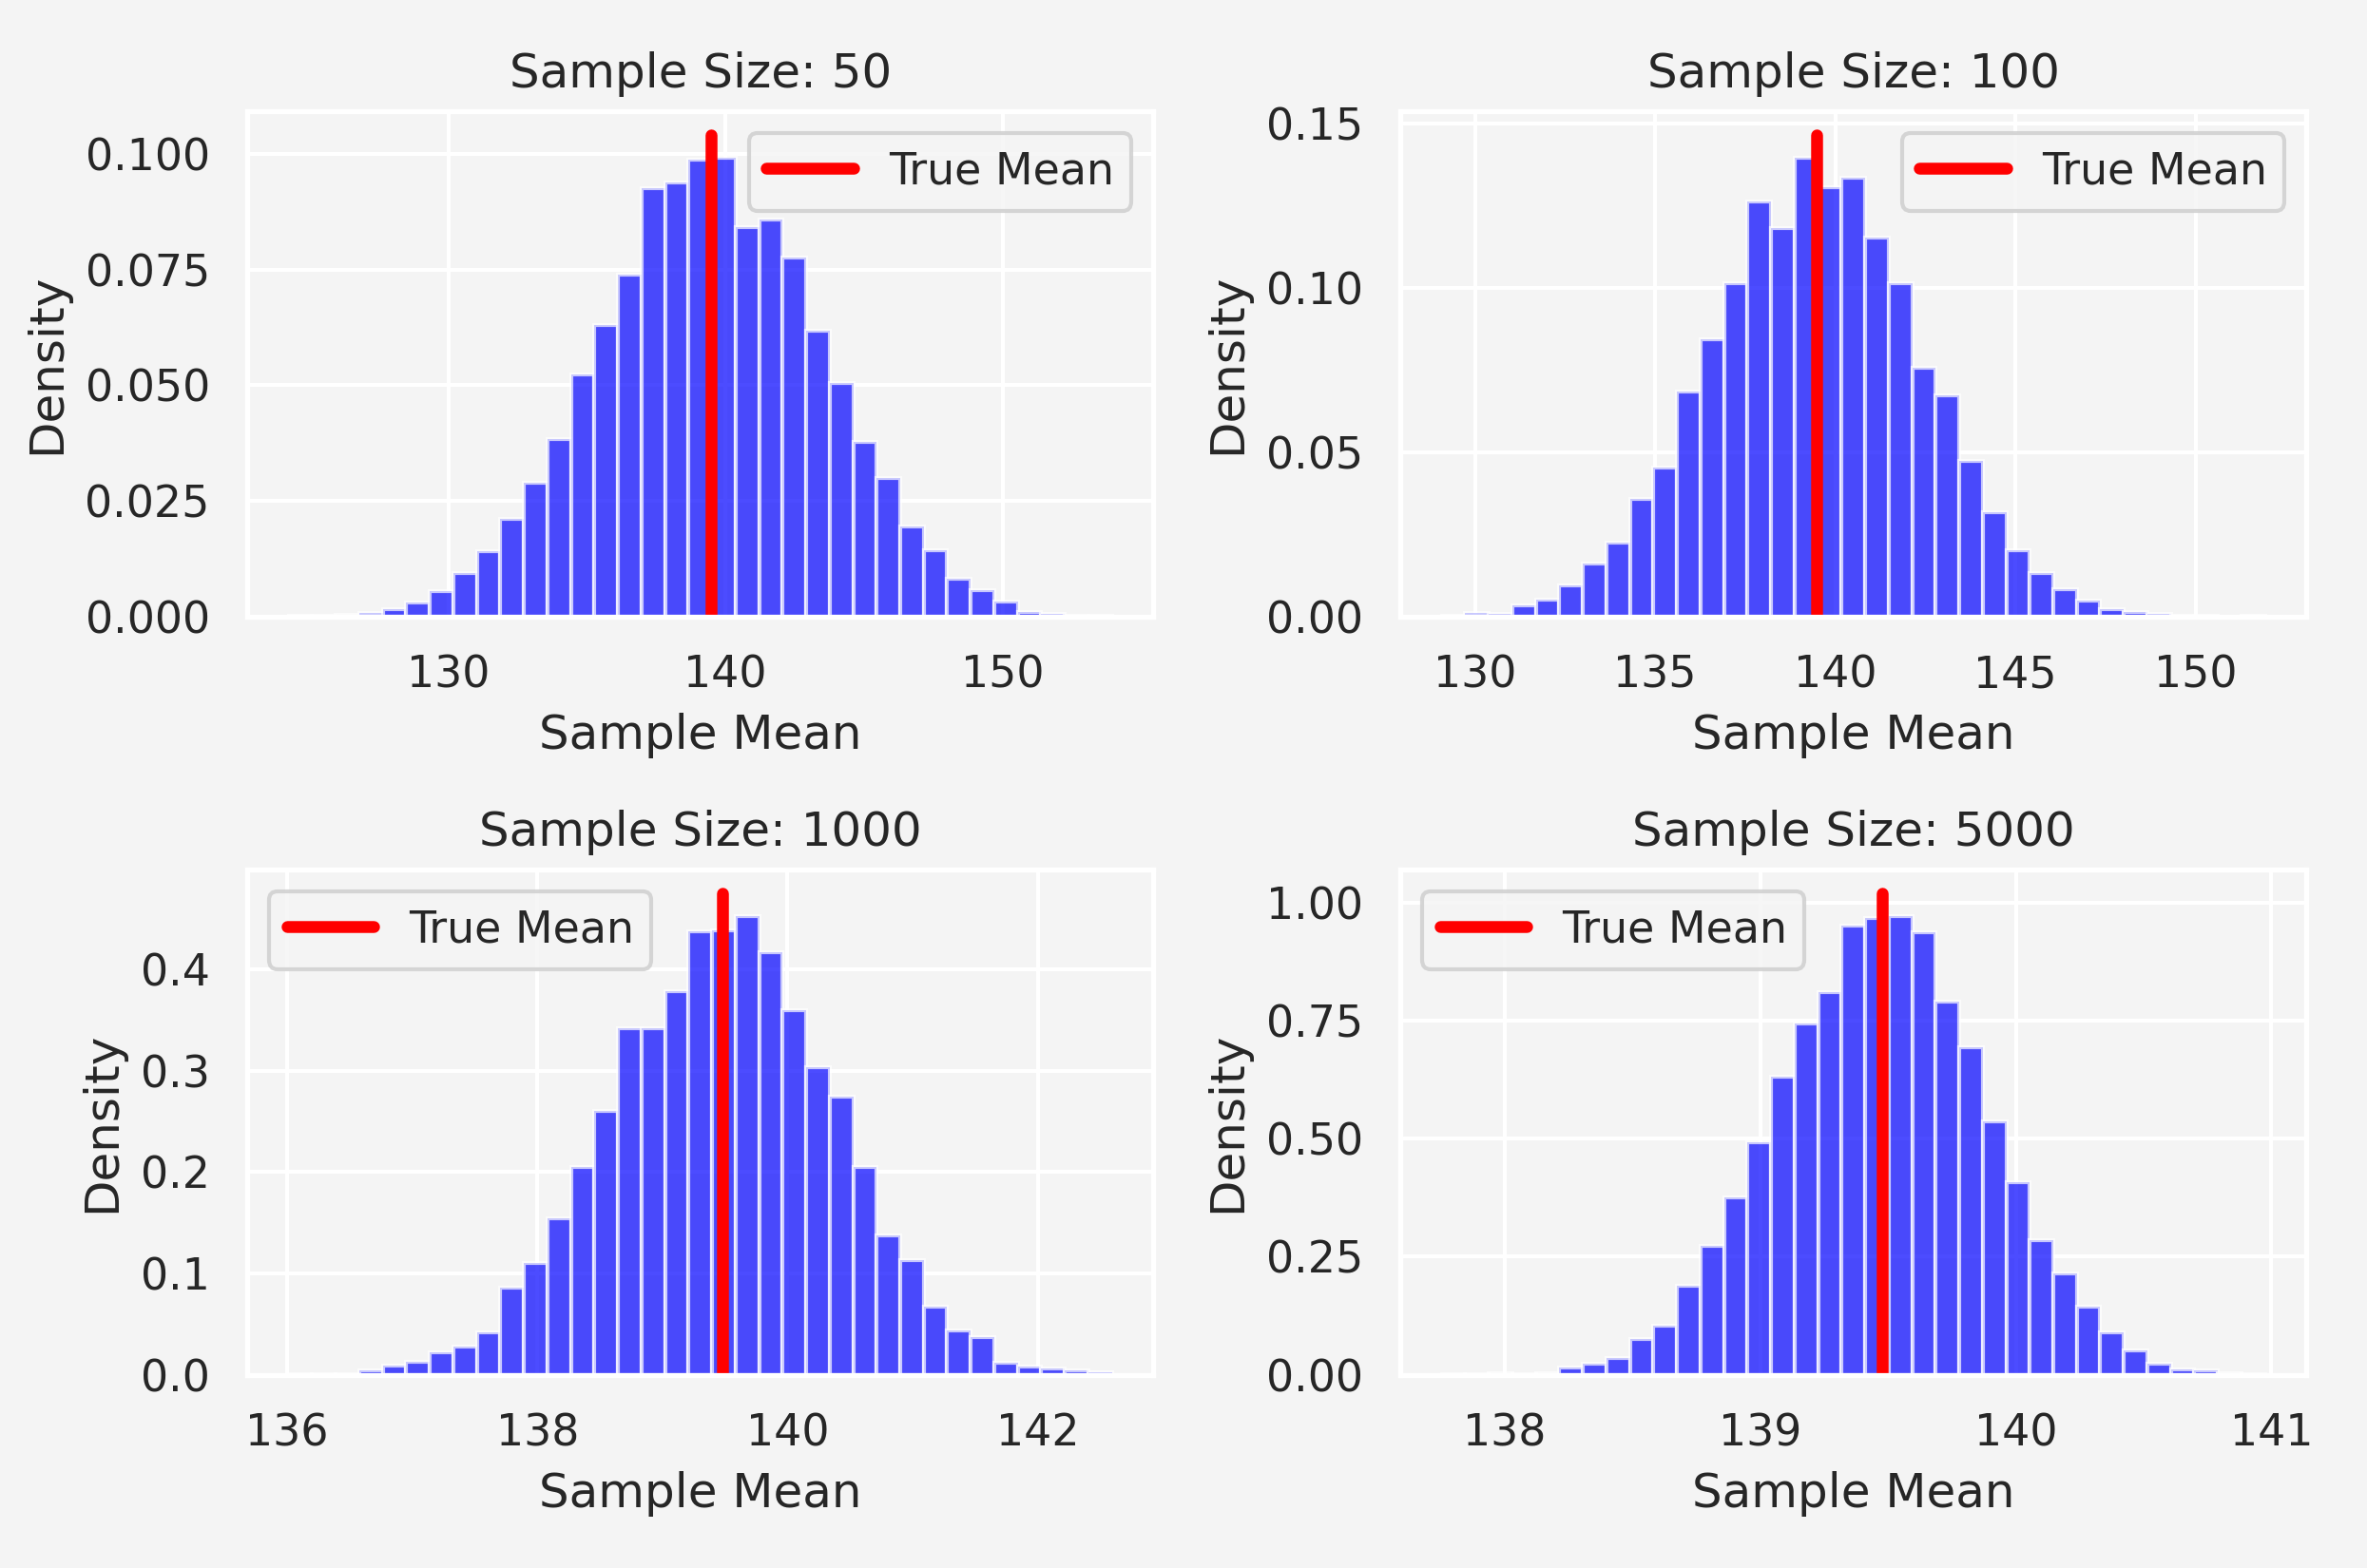 Sample Size: 50
True Mean
0.100
0.075
0.050
0.025
0.000
Density
130 140 150
Sample Mean
Sample Size: 100
True Mean
0.15
0.10
0.05
0.00
Density
130 135 140 145 150
Sample Mean
Sample Size: 1000
True Mean
0.4
0.3
0.2
0.1
0.0
Density
136 138 140 142
Sample Mean
Sample Size: 5000
True Mean
1.00
0.75
0.50
0.25
0.00
Density
138 139 140 141
Sample Mean